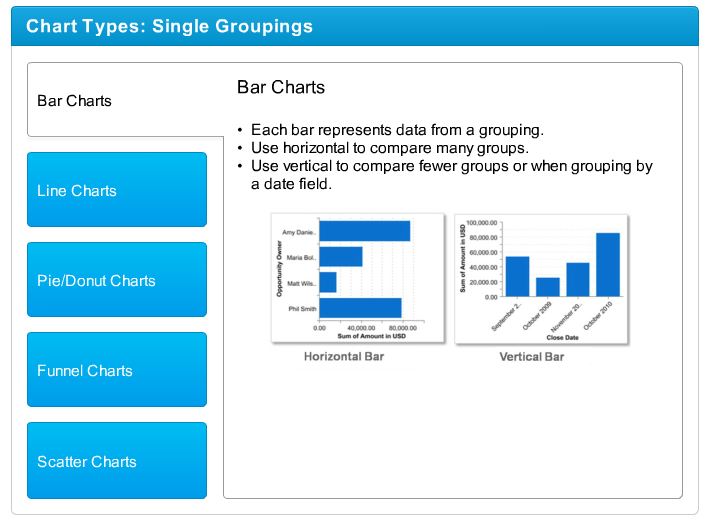 Chart Types: Single Groupings
Bar Charts
Line Charts
Pie/Donut Charts
Funnel Charts
Scatter Charts
Bar Charts
• Each bar represents data from a grouping.
• Use horizontal to compare many groups.
• Use vertical to compare fewer groups or when grouping by
a date field.
Opportunity Owner
Amy Danie..
Maria Bol..
Matt Wils..
Phil Smith
0.00 40,000.00 80,000.00
Sum of Amount in USD
Horizontal Bar
Sum of Amount in USD
100,000.00
80,000.00
60,000.00
40,000.00
20,000.00
0.00
September 2..
October 2009
November 20..
October 2010
Close Date
Vertical Bar